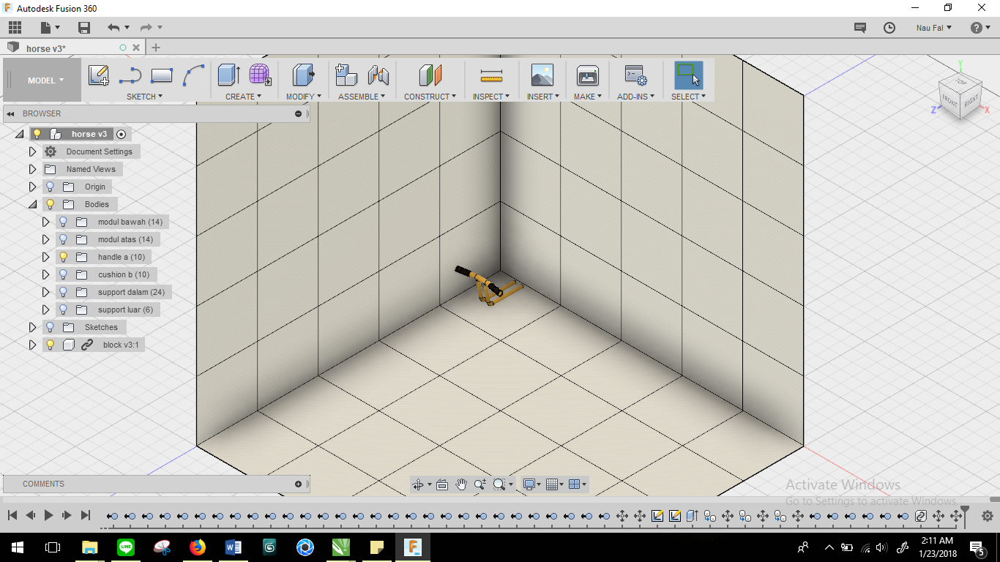 Autodesk Fusion 360
Nau Fal
horse v3*
MODEL
SKETCH
CREATE
MODIFY
ASSEMBLE
CONSTRUCT
INSPECT
INSERT
MAKE
ADD-INS
SELECT
Y
TOP
FRONT
RIGHT
Z
X
BROWSER
horse v3
Document Settings
Named Views
Origin
Bodies
modul bawah (14)
modul atas (14)
handle a (10)
cushion b (10)
support dalam (24)
support luar (6)
Sketches
block v3:1
COMMENTS
Activate Windows
Go to Settings to activate Windows.
2:11 AM
1/23/2018
5